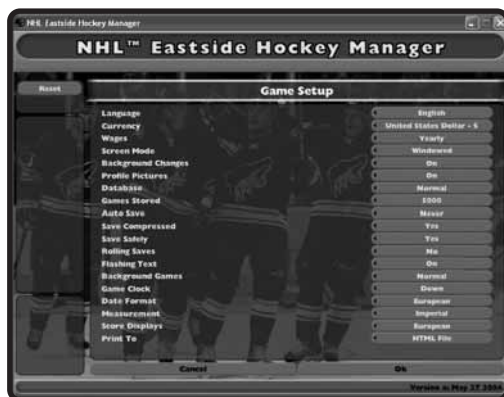 NHL Eastside Hockey Manager
NHL™ Eastside Hockey Manager
Reset
Game Setup
Language English
Currency United States Dollar - $
Wages Yearly
Screen Mode Windowed
Background Changes On
Profile Pictures On
Database Normal
Games Stored 5000
Auto Save Never
Save Compressed Yes
Save Safely Yes
Rolling Saves No
Flashing Text On
Background Games Normal
Game Clock Down
Date Format European
Measurement Imperial
Score Displays European
Print To HTML File
Cancel Ok
Version a: May 27 2004